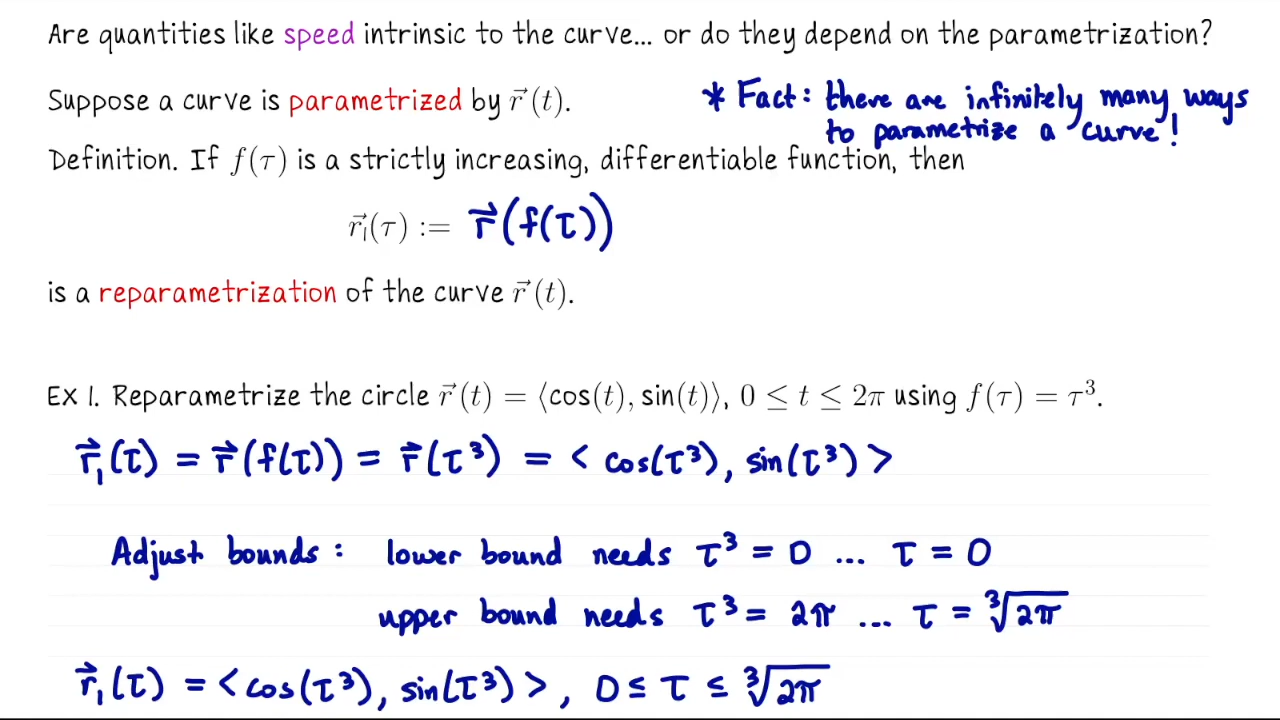 Are quantities like speed intrinsic to the curve... or do they depend on the parametrization?
Suppose a curve is parametrized by r⃗(t).
* Fact: there are infinitely many ways
to parametrize a curve!
Definition. If f(τ) is a strictly increasing, differentiable function, then
r⃗₁(τ) := r⃗(f(τ))
is a reparametrization of the curve r⃗(t).
Ex 1. Reparametrize the circle r⃗(t) = ⟨cos(t), sin(t)⟩, 0 ≤ t ≤ 2π using f(τ) = τ³.
r⃗₁(τ) = r⃗(f(τ)) = r⃗(τ³) = < cos(τ³), sin(τ³) >
Adjust bounds: lower bound needs τ³ = 0 ... τ = 0
upper bound needs τ³ = 2π ... τ = ∛2π
r⃗₁(τ) = < cos(τ³), sin(τ³) >, 0 ≤ τ ≤ ∛2π